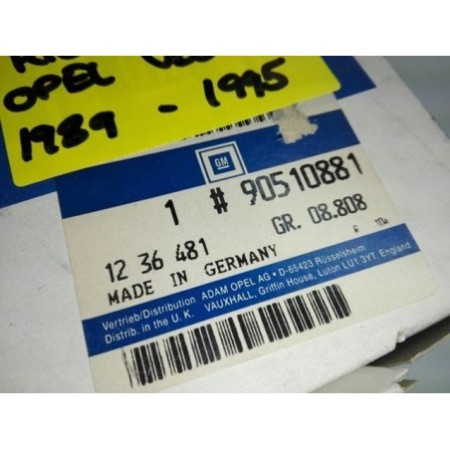 OPEL
1989 - 1995
GM
1 # 90510881
12 36 481 GR. 08.808
MADE IN GERMANY
Vertrieb/Distribution ADAM OPEL AG • D-65423 Rüsselsheim
Distrib. in the U. K. VAUXHALL, Griffin House, Luton LU1 3YT. England